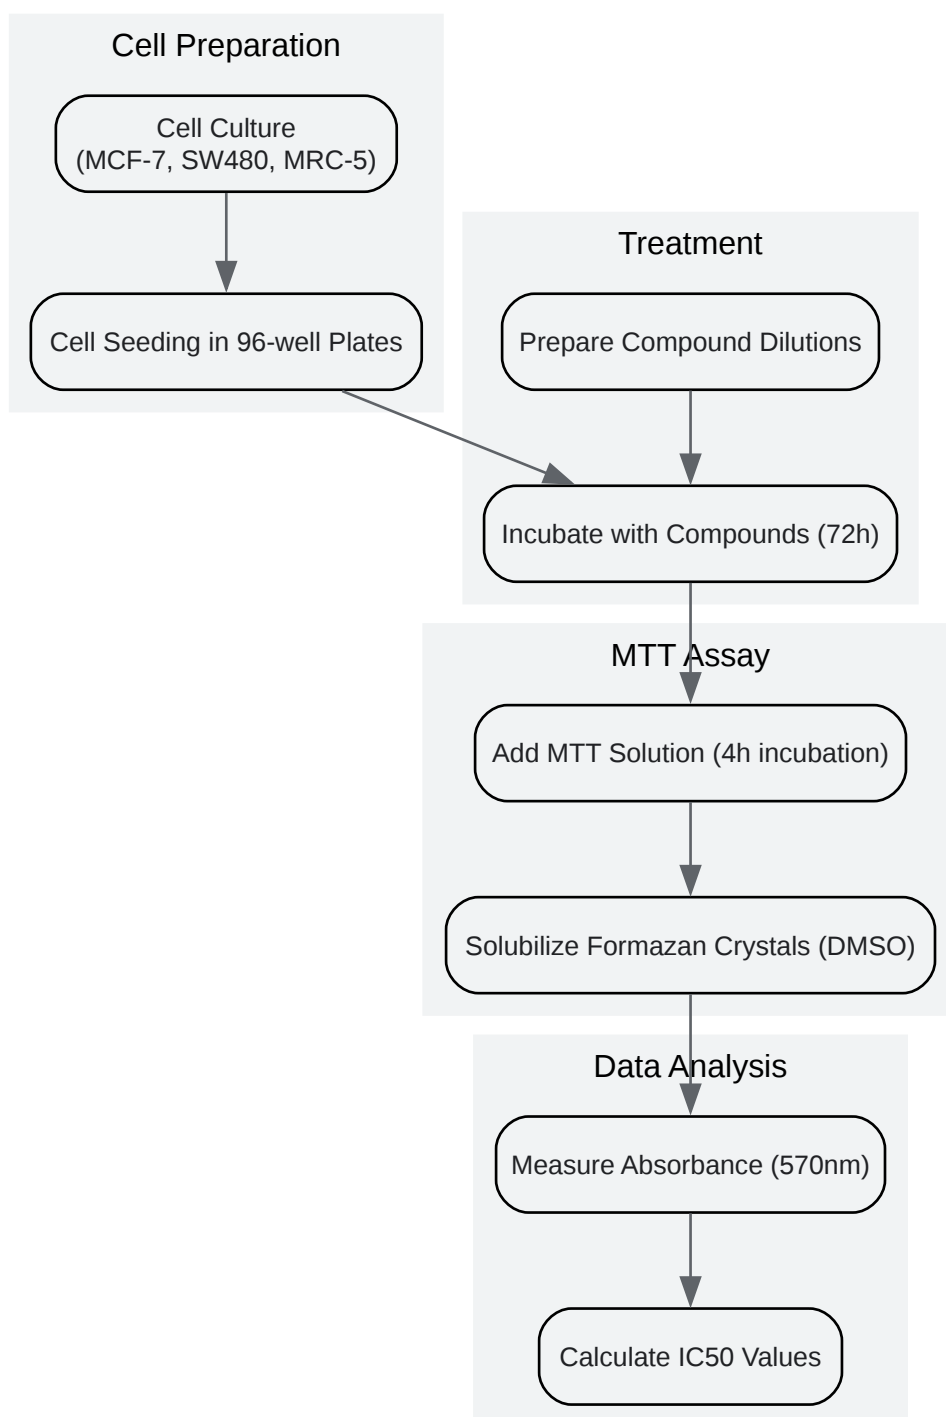 Cell Preparation
Cell Culture
(MCF-7, SW480, MRC-5)
Cell Seeding in 96-well Plates
Treatment
Prepare Compound Dilutions
Incubate with Compounds (72h)
MTT Assay
Add MTT Solution (4h incubation)
Solubilize Formazan Crystals (DMSO)
Data Analysis
Measure Absorbance (570nm)
Calculate IC50 Values